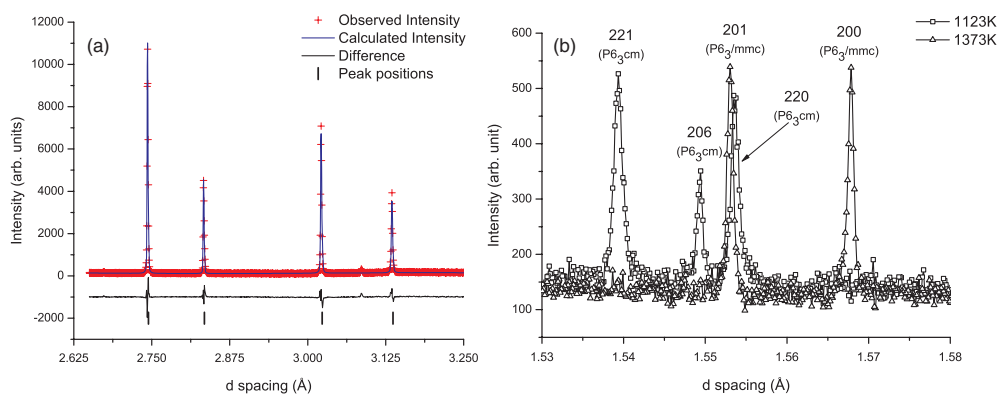 (a)
Observed Intensity
Calculated Intensity
Difference
Peak positions
Intensity (arb. units)
12000
10000
8000
6000
4000
2000
0
-2000
2.625
2.750
2.875
3.000
3.125
3.250
d spacing (Å)
(b)
1123K
1373K
221
(P6₃cm)
206
(P6₃cm)
201
(P6₃/mmc)
220
(P6₃cm)
200
(P6₃/mmc)
Intensity (arb. unit)
600
500
400
300
200
100
1.53
1.54
1.55
1.56
1.57
1.58
d spacing (Å)